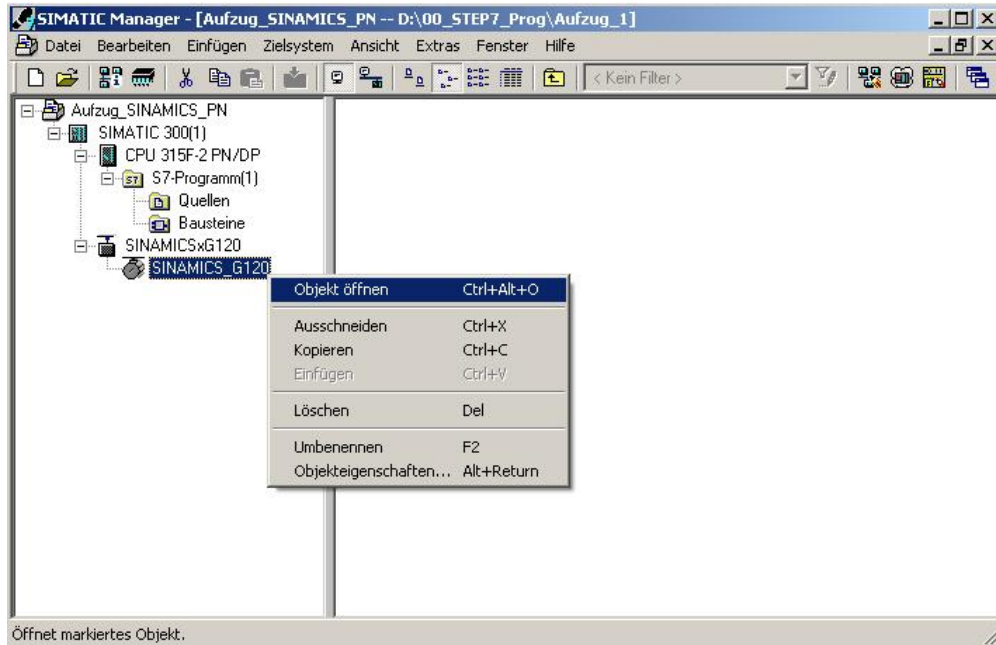 SIMATIC Manager - [Aufzug_SINAMICS_PN -- D:\00_STEP7_Prog\Aufzug_1]
Datei Bearbeiten Einfügen Zielsystem Ansicht Extras Fenster Hilfe
< Kein Filter >
Aufzug_SINAMICS_PN
SIMATIC 300(1)
CPU 315F-2 PN/DP
S7-Programm(1)
Quellen
Bausteine
SINAMICSxG120
SINAMICS_G120
Objekt öffnen Ctrl+Alt+O
Ausschneiden Ctrl+X
Kopieren Ctrl+C
Einfügen Ctrl+V
Löschen Del
Umbenennen F2
Objekteigenschaften... Alt+Return
Öffnet markiertes Objekt.